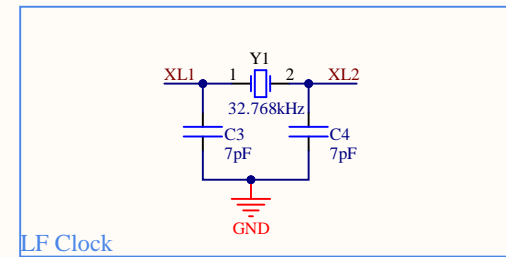 Y1
XL1 1 2 XL2
32.768kHz
C3 C4
7pF 7pF
GND
LF Clock